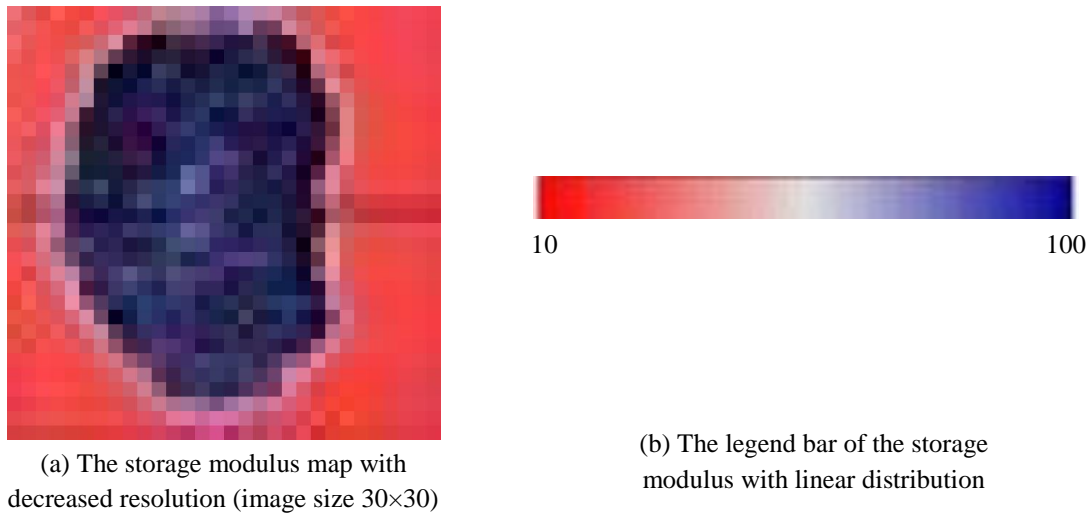 10
100
(a) The storage modulus map with
decreased resolution (image size 30×30)
(b) The legend bar of the storage
modulus with linear distribution